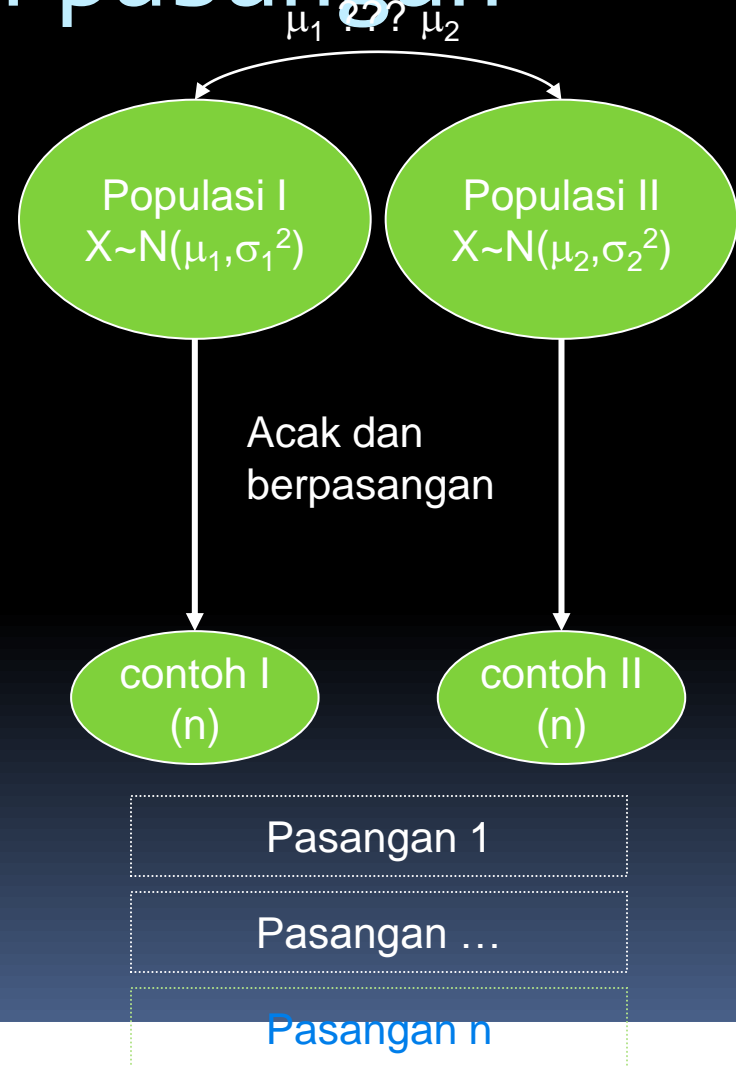 μ₁ ??? μ₂
Populasi I
X~N(μ₁,σ₁²)
Populasi II
X~N(μ₂,σ₂²)
Acak dan
berpasangan
contoh I
(n)
contoh II
(n)
Pasangan 1
Pasangan …
Pasangan n